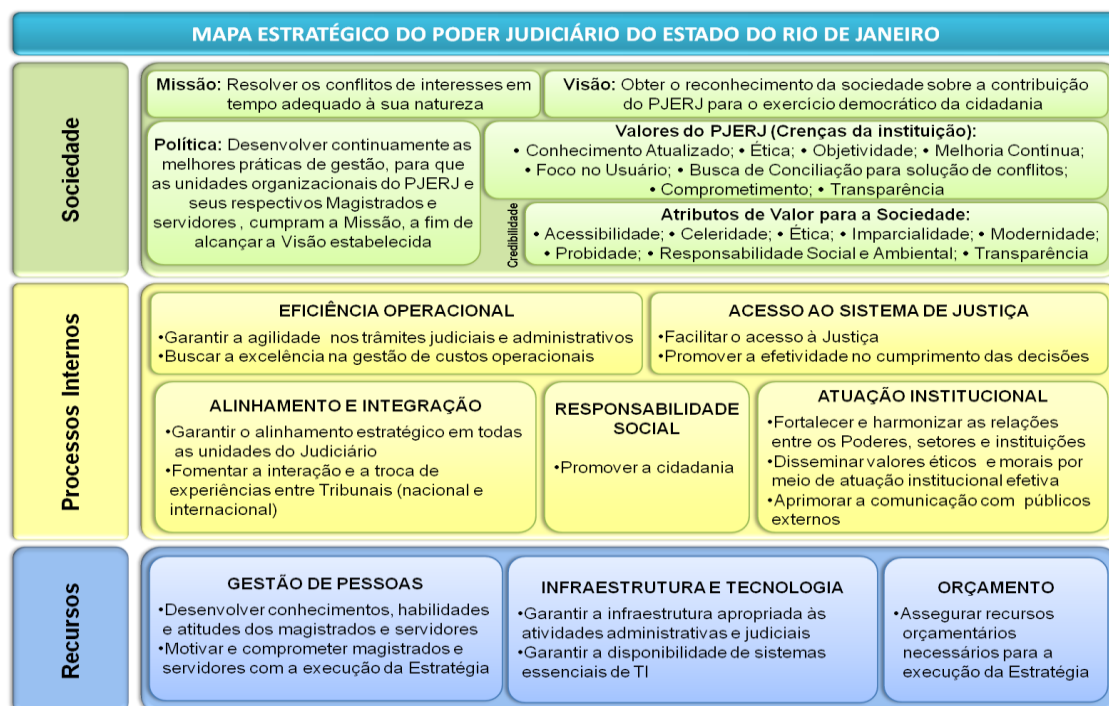 MAPA ESTRATÉGICO DO PODER JUDICIÁRIO DO ESTADO DO RIO DE JANEIRO
Sociedade
Missão: Resolver os conflitos de interesses em
tempo adequado à sua natureza
Visão: Obter o reconhecimento da sociedade sobre a contribuição
do PJERJ para o exercício democrático da cidadania
Política: Desenvolver continuamente as
melhores práticas de gestão, para que
as unidades organizacionais do PJERJ e
seus respectivos Magistrados e
servidores , cumpram a Missão, a fim de
alcançar a Visão estabelecida
Valores do PJERJ (Crenças da instituição):
• Conhecimento Atualizado; • Ética; • Objetividade; • Melhoria Continua;
• Foco no Usuário; • Busca de Conciliação para solução de conflitos;
• Comprometimento; • Transparência
Credibilidade
Atributos de Valor para a Sociedade:
• Acessibilidade; • Celeridade; • Ética; • Imparcialidade; • Modernidade;
• Probidade; • Responsabilidade Social e Ambiental; • Transparência
Processos Internos
EFICIÊNCIA OPERACIONAL
•Garantir a agilidade nos trâmites judiciais e administrativos
•Buscar a excelência na gestão de custos operacionais
ACESSO AO SISTEMA DE JUSTIÇA
•Facilitar o acesso à Justiça
•Promover a efetividade no cumprimento das decisões
ALINHAMENTO E INTEGRAÇÃO
•Garantir o alinhamento estratégico em todas
as unidades do Judiciário
•Fomentar a interação e a troca de
experiências entre Tribunais (nacional e
internacional)
RESPONSABILIDADE
SOCIAL
•Promover a cidadania
ATUAÇÃO INSTITUCIONAL
•Fortalecer e harmonizar as relações
entre os Poderes, setores e instituições
•Disseminar valores éticos e morais por
meio de atuação institucional efetiva
•Aprimorar a comunicação com públicos
externos
Recursos
GESTÃO DE PESSOAS
•Desenvolver conhecimentos, habilidades
e atitudes dos magistrados e servidores
•Motivar e comprometer magistrados e
servidores com a execução da Estratégia
INFRAESTRUTURA E TECNOLOGIA
•Garantir a infraestrutura apropriada às
atividades administrativas e judiciais
•Garantir a disponibilidade de sistemas
essenciais de TI
ORÇAMENTO
•Assegurar recursos
orçamentários
necessários para a
execução da Estratégia